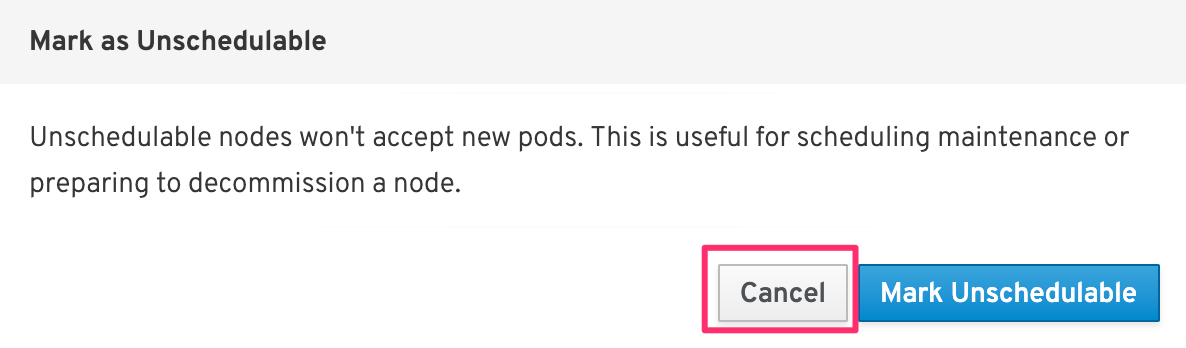 Mark as Unschedulable
Unschedulable nodes won't accept new pods. This is useful for scheduling maintenance or
preparing to decommission a node.
Cancel Mark Unschedulable